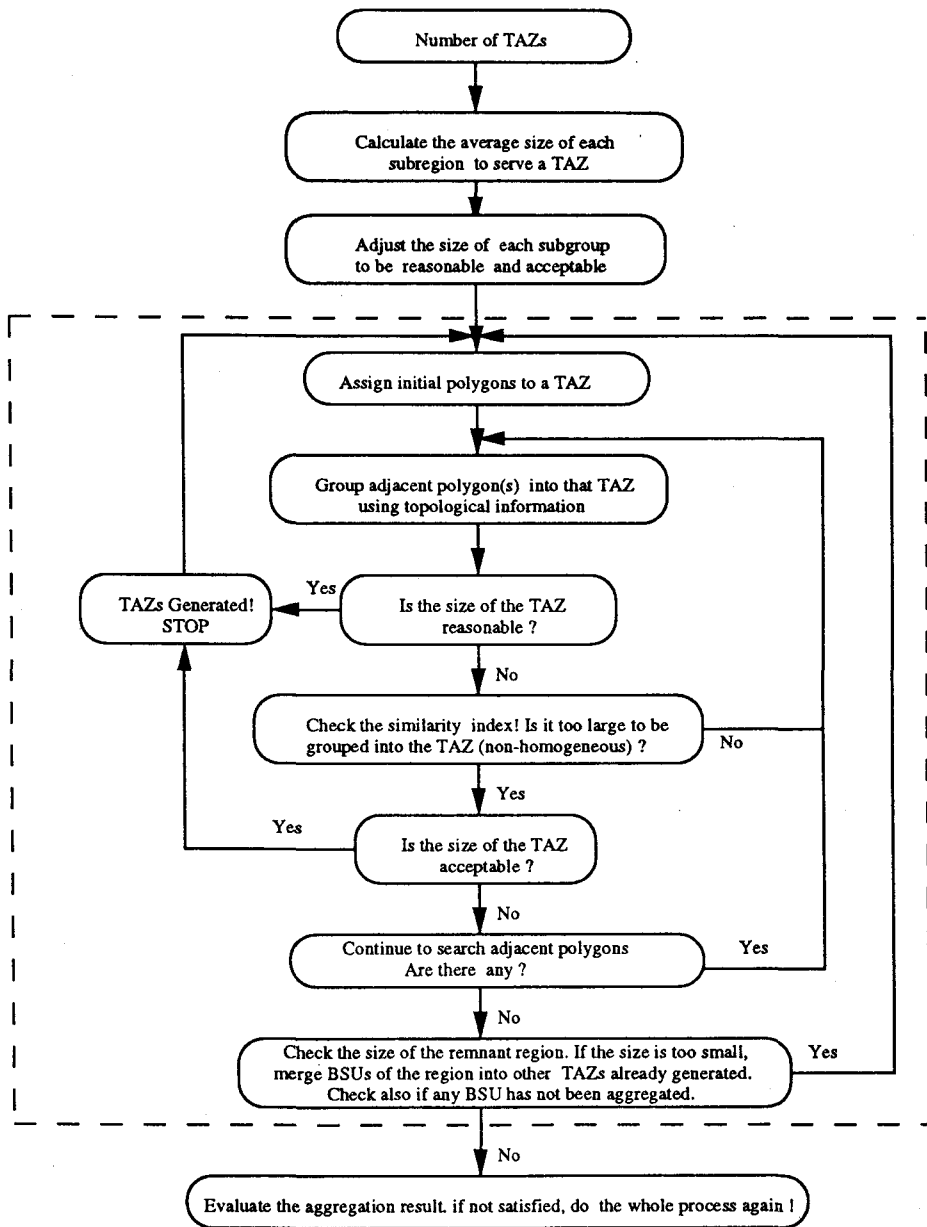 Number of TAZs
Calculate the average size of each
subregion to serve a TAZ
Adjust the size of each subgroup
to be reasonable and acceptable
Assign initial polygons to a TAZ
Group adjacent polygon(s) into that TAZ
using topological information
Yes
TAZs Generated!
STOP
Is the size of the TAZ
reasonable ?
No
Check the similarity index! Is it too large to be
grouped into the TAZ (non-homogeneous) ?
No
Yes
Yes
Is the size of the TAZ
acceptable ?
No
Continue to search adjacent polygons
Are there any ?
Yes
No
Check the size of the remnant region. If the size is too small,
merge BSUs of the region into other TAZs already generated.
Check also if any BSU has not been aggregated.
Yes
No
Evaluate the aggregation result. if not satisfied, do the whole process again !